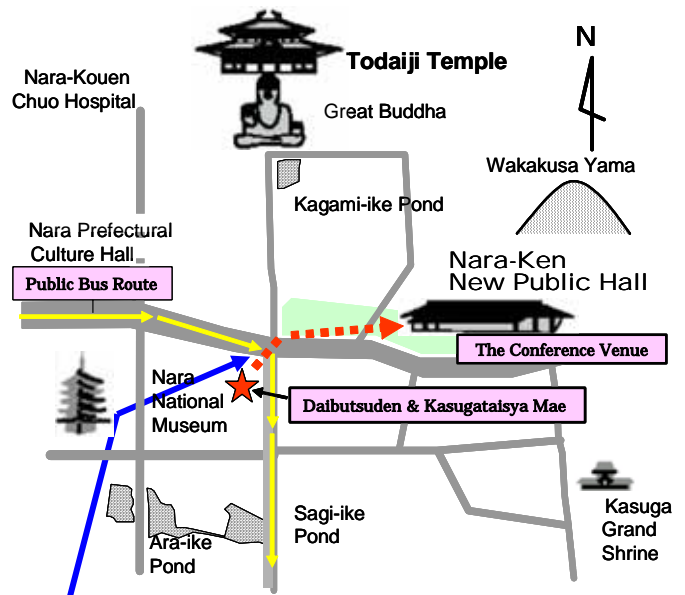 N
Todaiji Temple
Nara-Kouen
Chuo Hospital
Great Buddha
Wakakusa Yama
Kagami-ike Pond
Nara Prefectural
Culture Hall
Nara-Ken
New Public Hall
Public Bus Route
The Conference Venue
Nara
National
Museum
Daibutsuden & Kasugataisya Mae
Kasuga
Grand
Shrine
Sagi-ike
Pond
Ara-ike
Pond